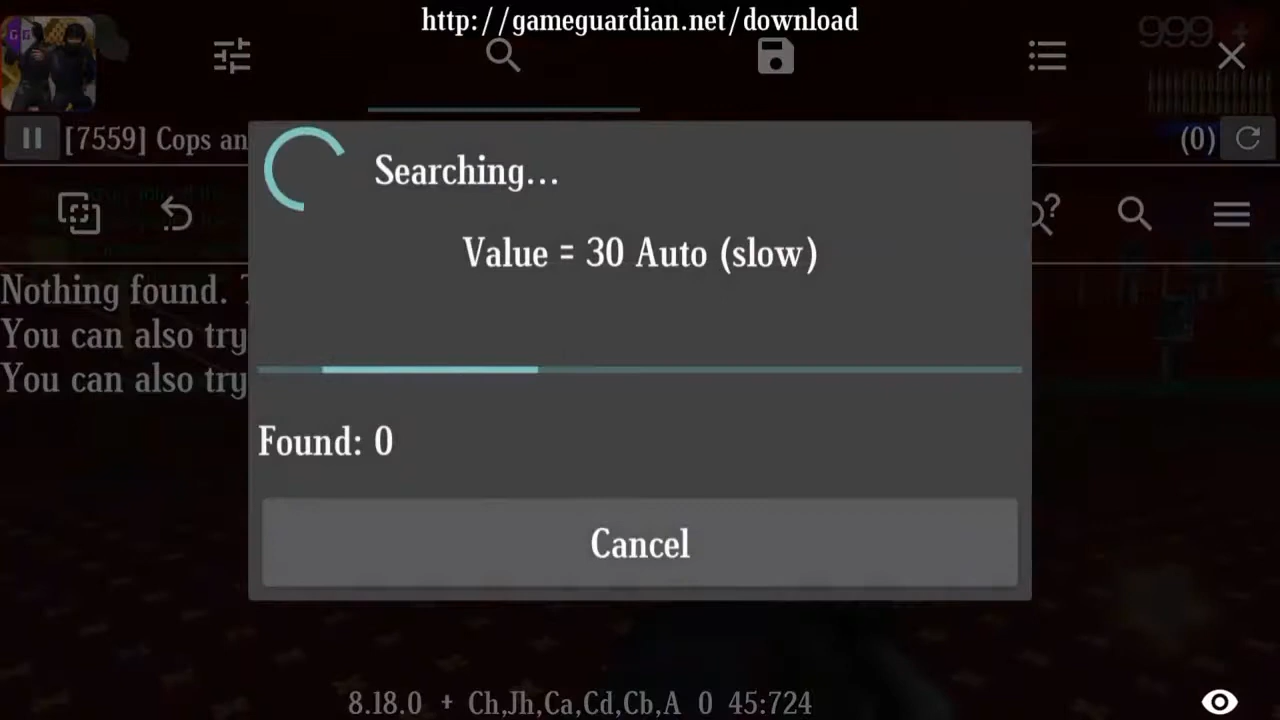 http://gameguardian.net/download
999 +
[7559] Cops an
(0)
Searching...
Value = 30 Auto (slow)
Nothing found.
You can also try
You can also try
Found: 0
Cancel
8.18.0 + Ch,Jh,Ca,Cd,Cb,A 0 45:724